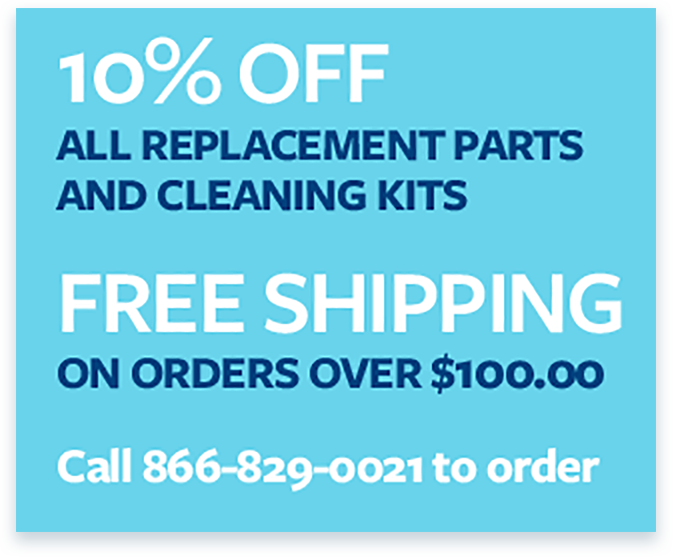 10% OFF
ALL REPLACEMENT PARTS
AND CLEANING KITS
FREE SHIPPING
ON ORDERS OVER $100.00
Call 866-829-0021 to order